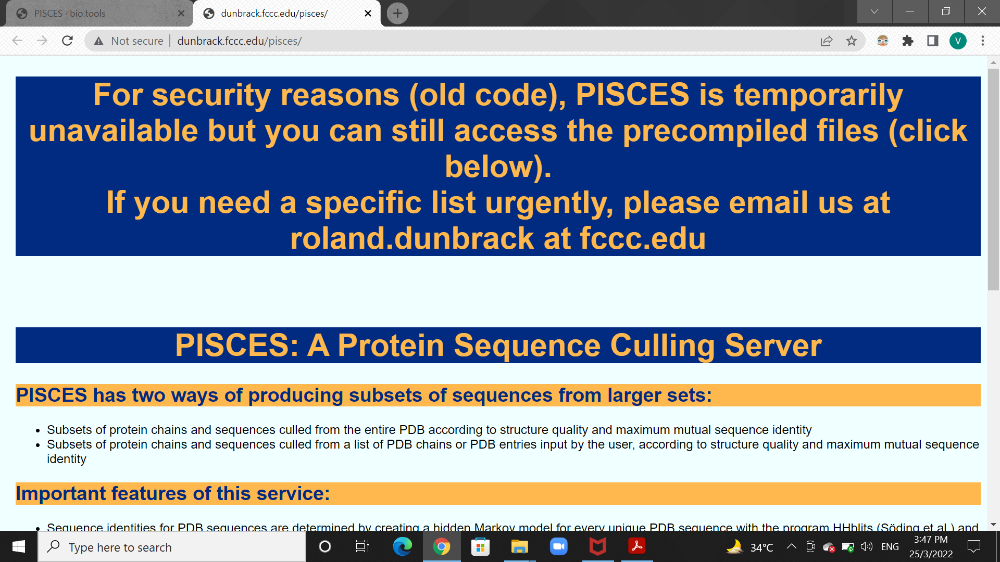 PISCES · bio.tools
dunbrack.fccc.edu/pisces/
Not secure
dunbrack.fccc.edu/pisces/
V
For security reasons (old code), PISCES is temporarily
unavailable but you can still access the precompiled files (click
below).
If you need a specific list urgently, please email us at
roland.dunbrack at fccc.edu
PISCES: A Protein Sequence Culling Server
PISCES has two ways of producing subsets of sequences from larger sets:
Subsets of protein chains and sequences culled from the entire PDB according to structure quality and maximum mutual sequence identity
Subsets of protein chains and sequences culled from a list of PDB chains or PDB entries input by the user, according to structure quality and maximum mutual sequence
identity
Important features of this service:
Sequence identities for PDB sequences are determined by creating a hidden Markov model for every unique PDB sequence with the program HHblits (Söding et al.) and
Type here to search
34°C
ENG
3:47 PM
25/3/2022